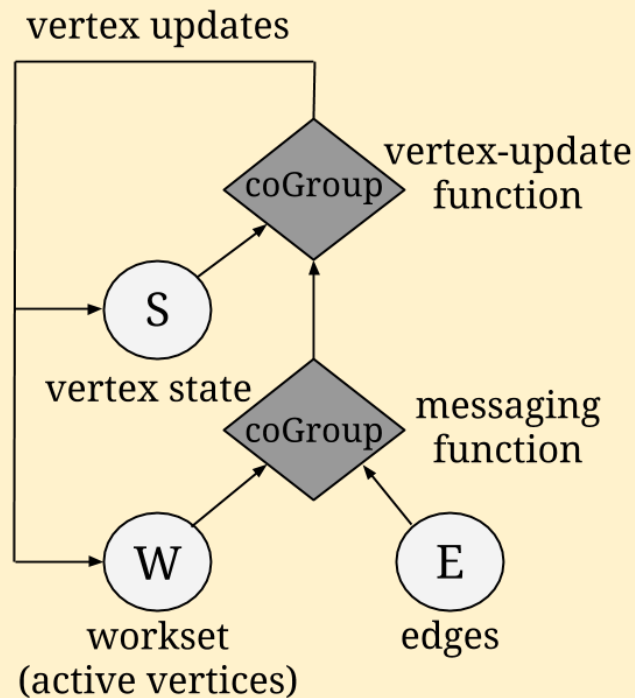 vertex updates
coGroup
vertex-update
function
S
vertex state
coGroup
messaging
function
W
E
workset
(active vertices)
edges